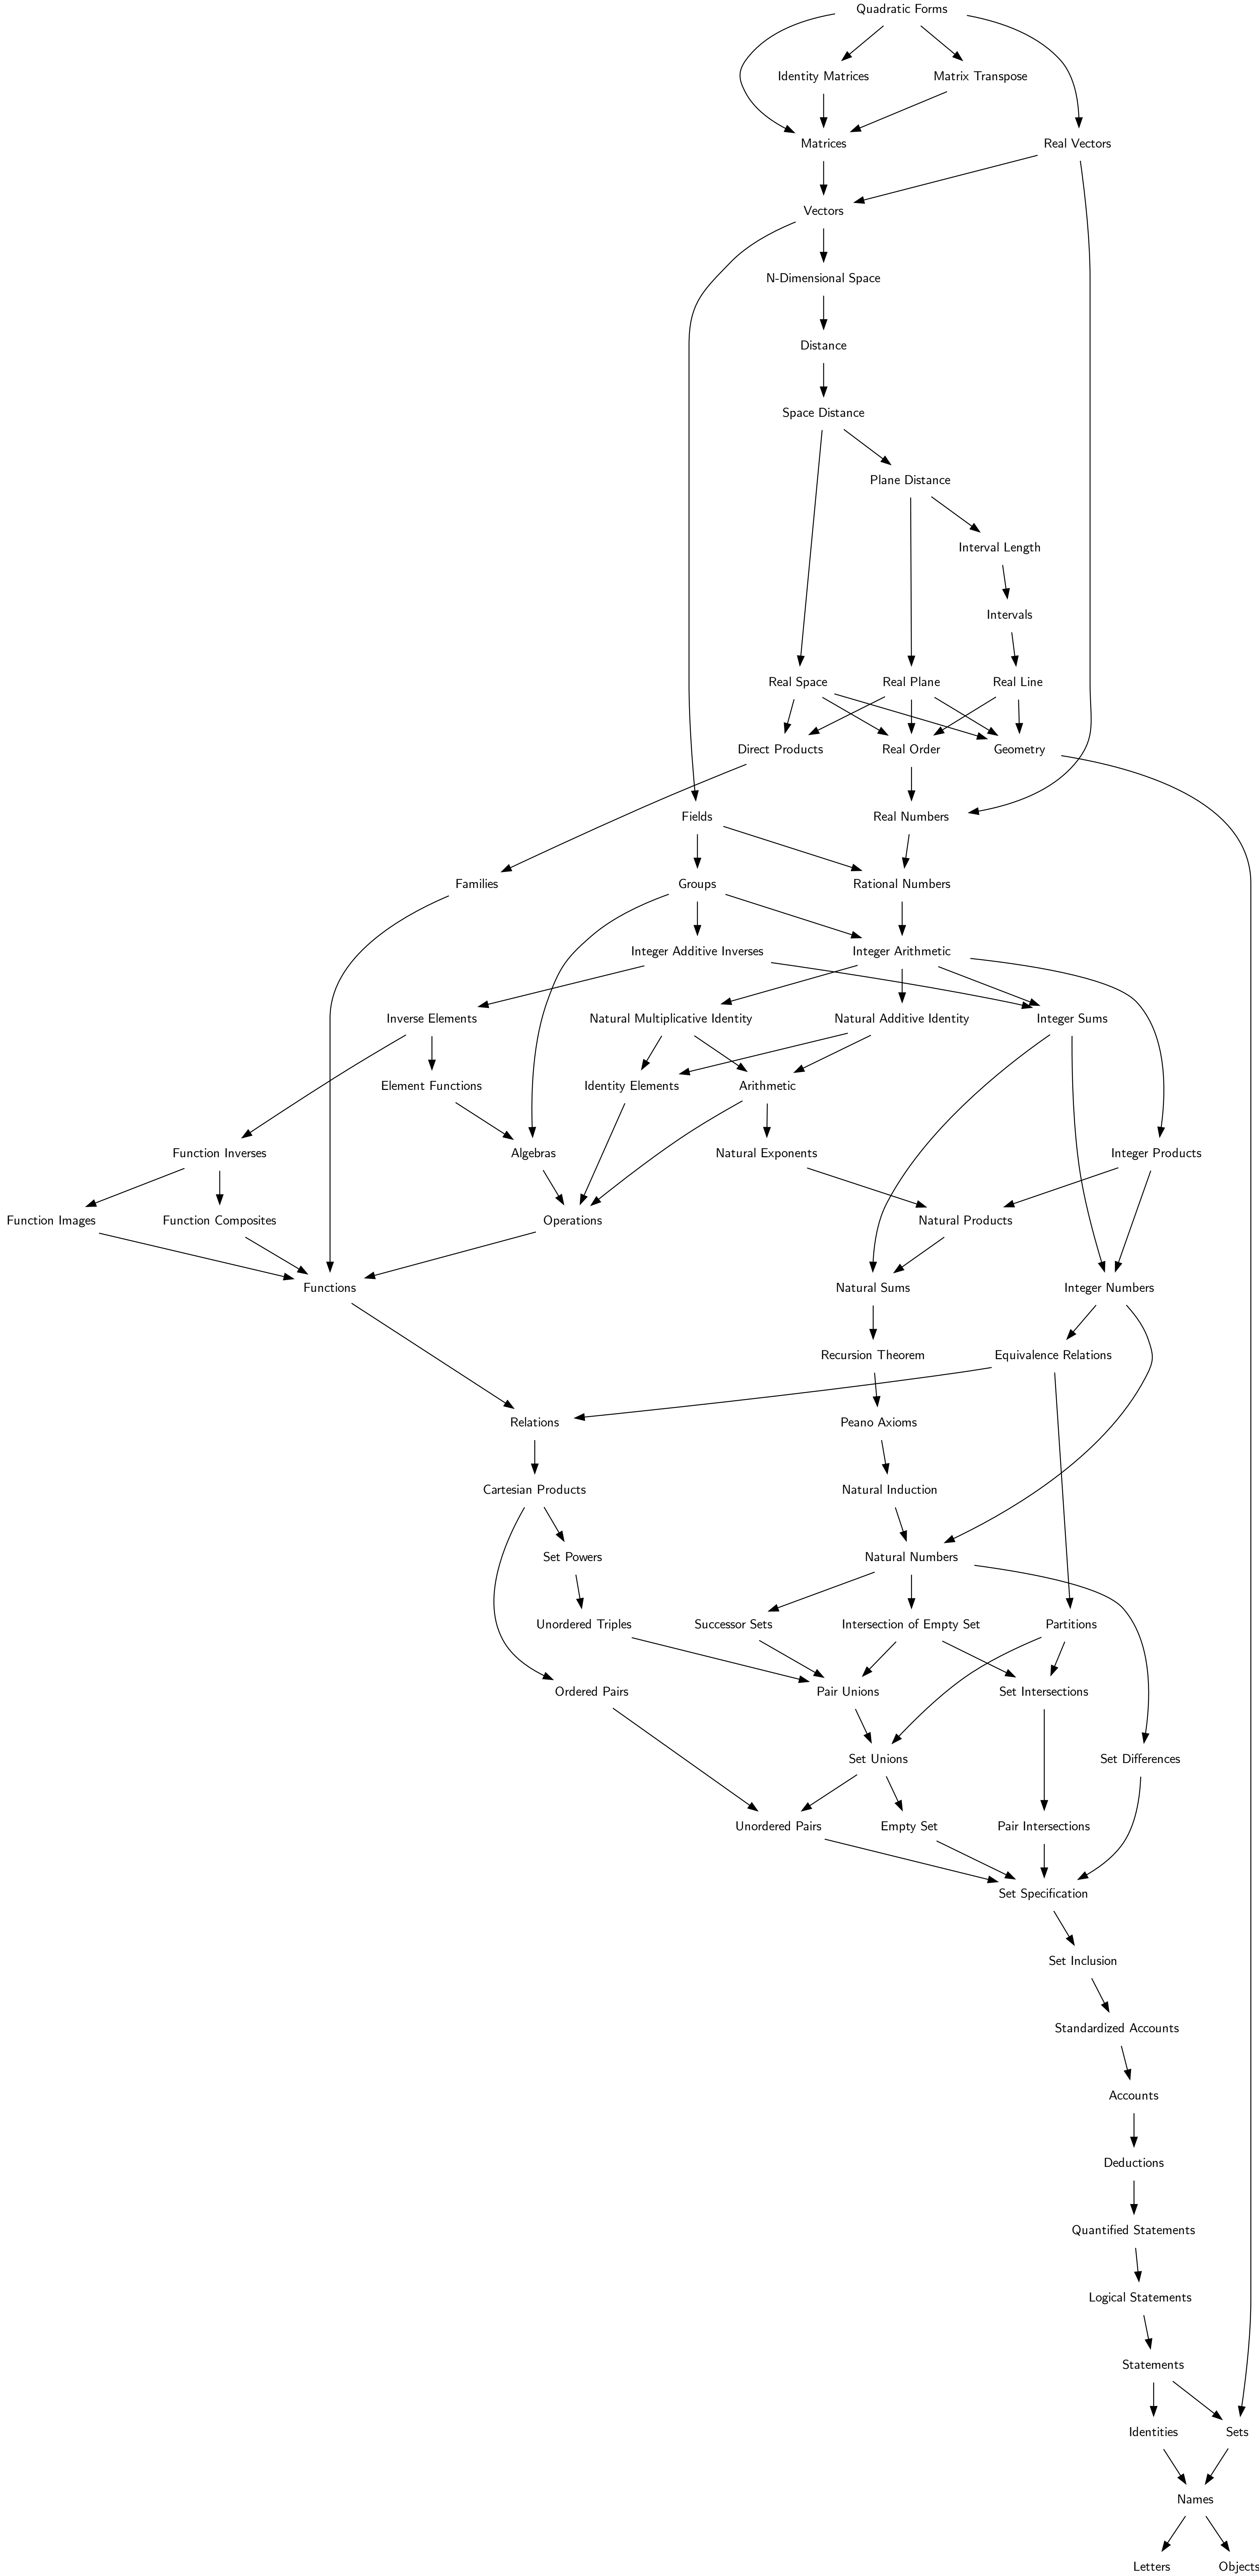 Quadratic Forms
Identity Matrices
Matrix Transpose
Matrices
Real Vectors
Vectors
N-Dimensional Space
Distance
Space Distance
Plane Distance
Interval Length
Intervals
Real Space
Real Plane
Real Line
Direct Products
Real Order
Geometry
Fields
Real Numbers
Families
Groups
Rational Numbers
Integer Additive Inverses
Integer Arithmetic
Inverse Elements
Natural Multiplicative Identity
Natural Additive Identity
Integer Sums
Element Functions
Identity Elements
Arithmetic
Function Inverses
Algebras
Natural Exponents
Integer Products
Function Images
Function Composites
Operations
Natural Products
Functions
Natural Sums
Integer Numbers
Recursion Theorem
Equivalence Relations
Relations
Peano Axioms
Cartesian Products
Natural Induction
Set Powers
Natural Numbers
Unordered Triples
Successor Sets
Intersection of Empty Set
Partitions
Ordered Pairs
Pair Unions
Set Intersections
Set Unions
Set Differences
Unordered Pairs
Empty Set
Pair Intersections
Set Specification
Set Inclusion
Standardized Accounts
Accounts
Deductions
Quantified Statements
Logical Statements
Statements
Identities
Sets
Names
Letters
Objects